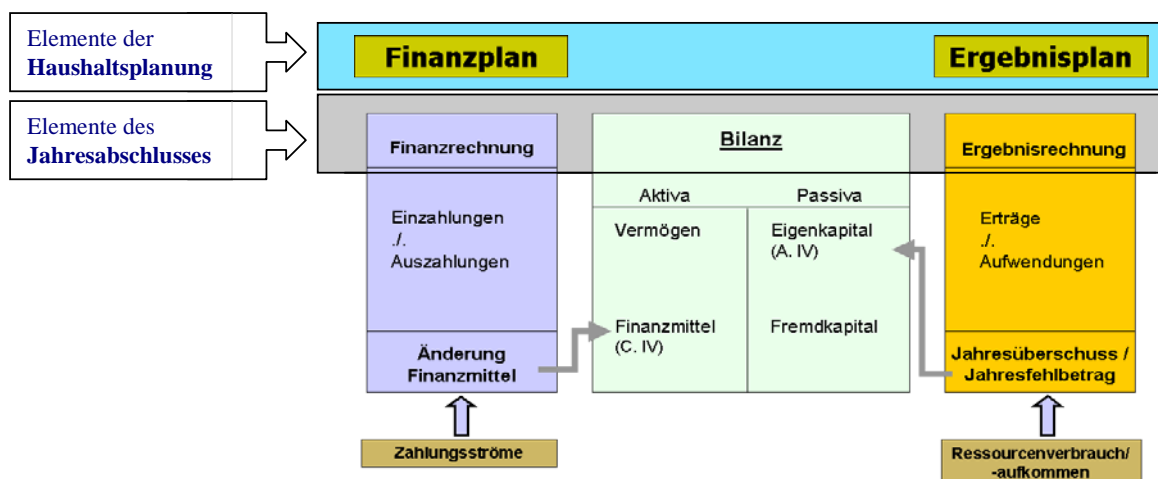 Elemente der
Haushaltsplanung
Finanzplan
Ergebnisplan
Elemente des
Jahresabschlusses
Finanzrechnung
Einzahlungen
./.
Auszahlungen
Änderung
Finanzmittel
Zahlungsströme
Bilanz
Aktiva
Passiva
Vermögen
Finanzmittel
(C. IV)
Eigenkapital
(A. IV)
Fremdkapital
Ergebnisrechnung
Erträge
./.
Aufwendungen
Jahresüberschuss /
Jahresfehlbetrag
Ressourcenverbrauch/
-aufkommen